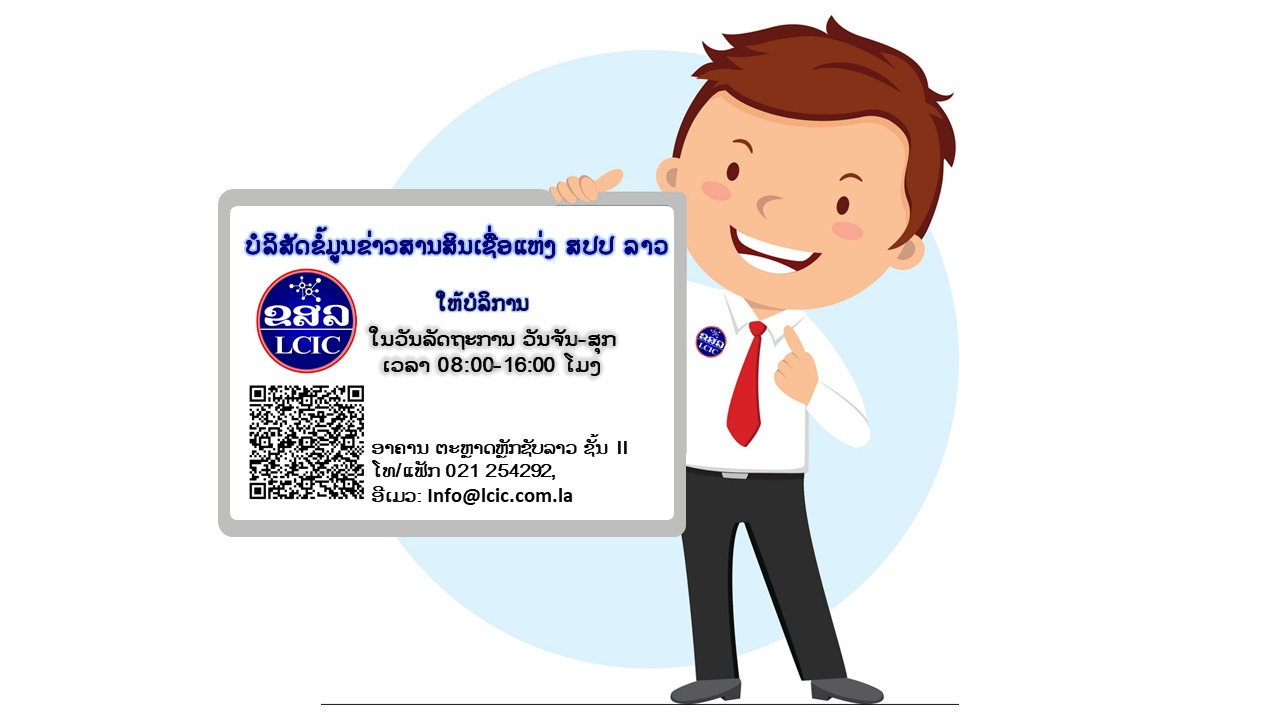 ບໍລິສັດຂໍ້ມູນຂ່າວສານສິນເຊື່ອແຫ່ງ ສປປ ລາວ
ຂສລ
LCIC
ໃຫ້ບໍລິການ
ໃນວັນລັດຖະການ ວັນຈັນ-ສຸກ
ເວລາ 08:00-16:00 ໂມງ
ອາຄານ ຕະຫຼາດຫຼັກຊັບລາວ ຊັ້ນ II
ໂທ/ແຟັກ 021 254292,
ອີເມວ: Info@lcic.com.la
ຂສລ
LCIC